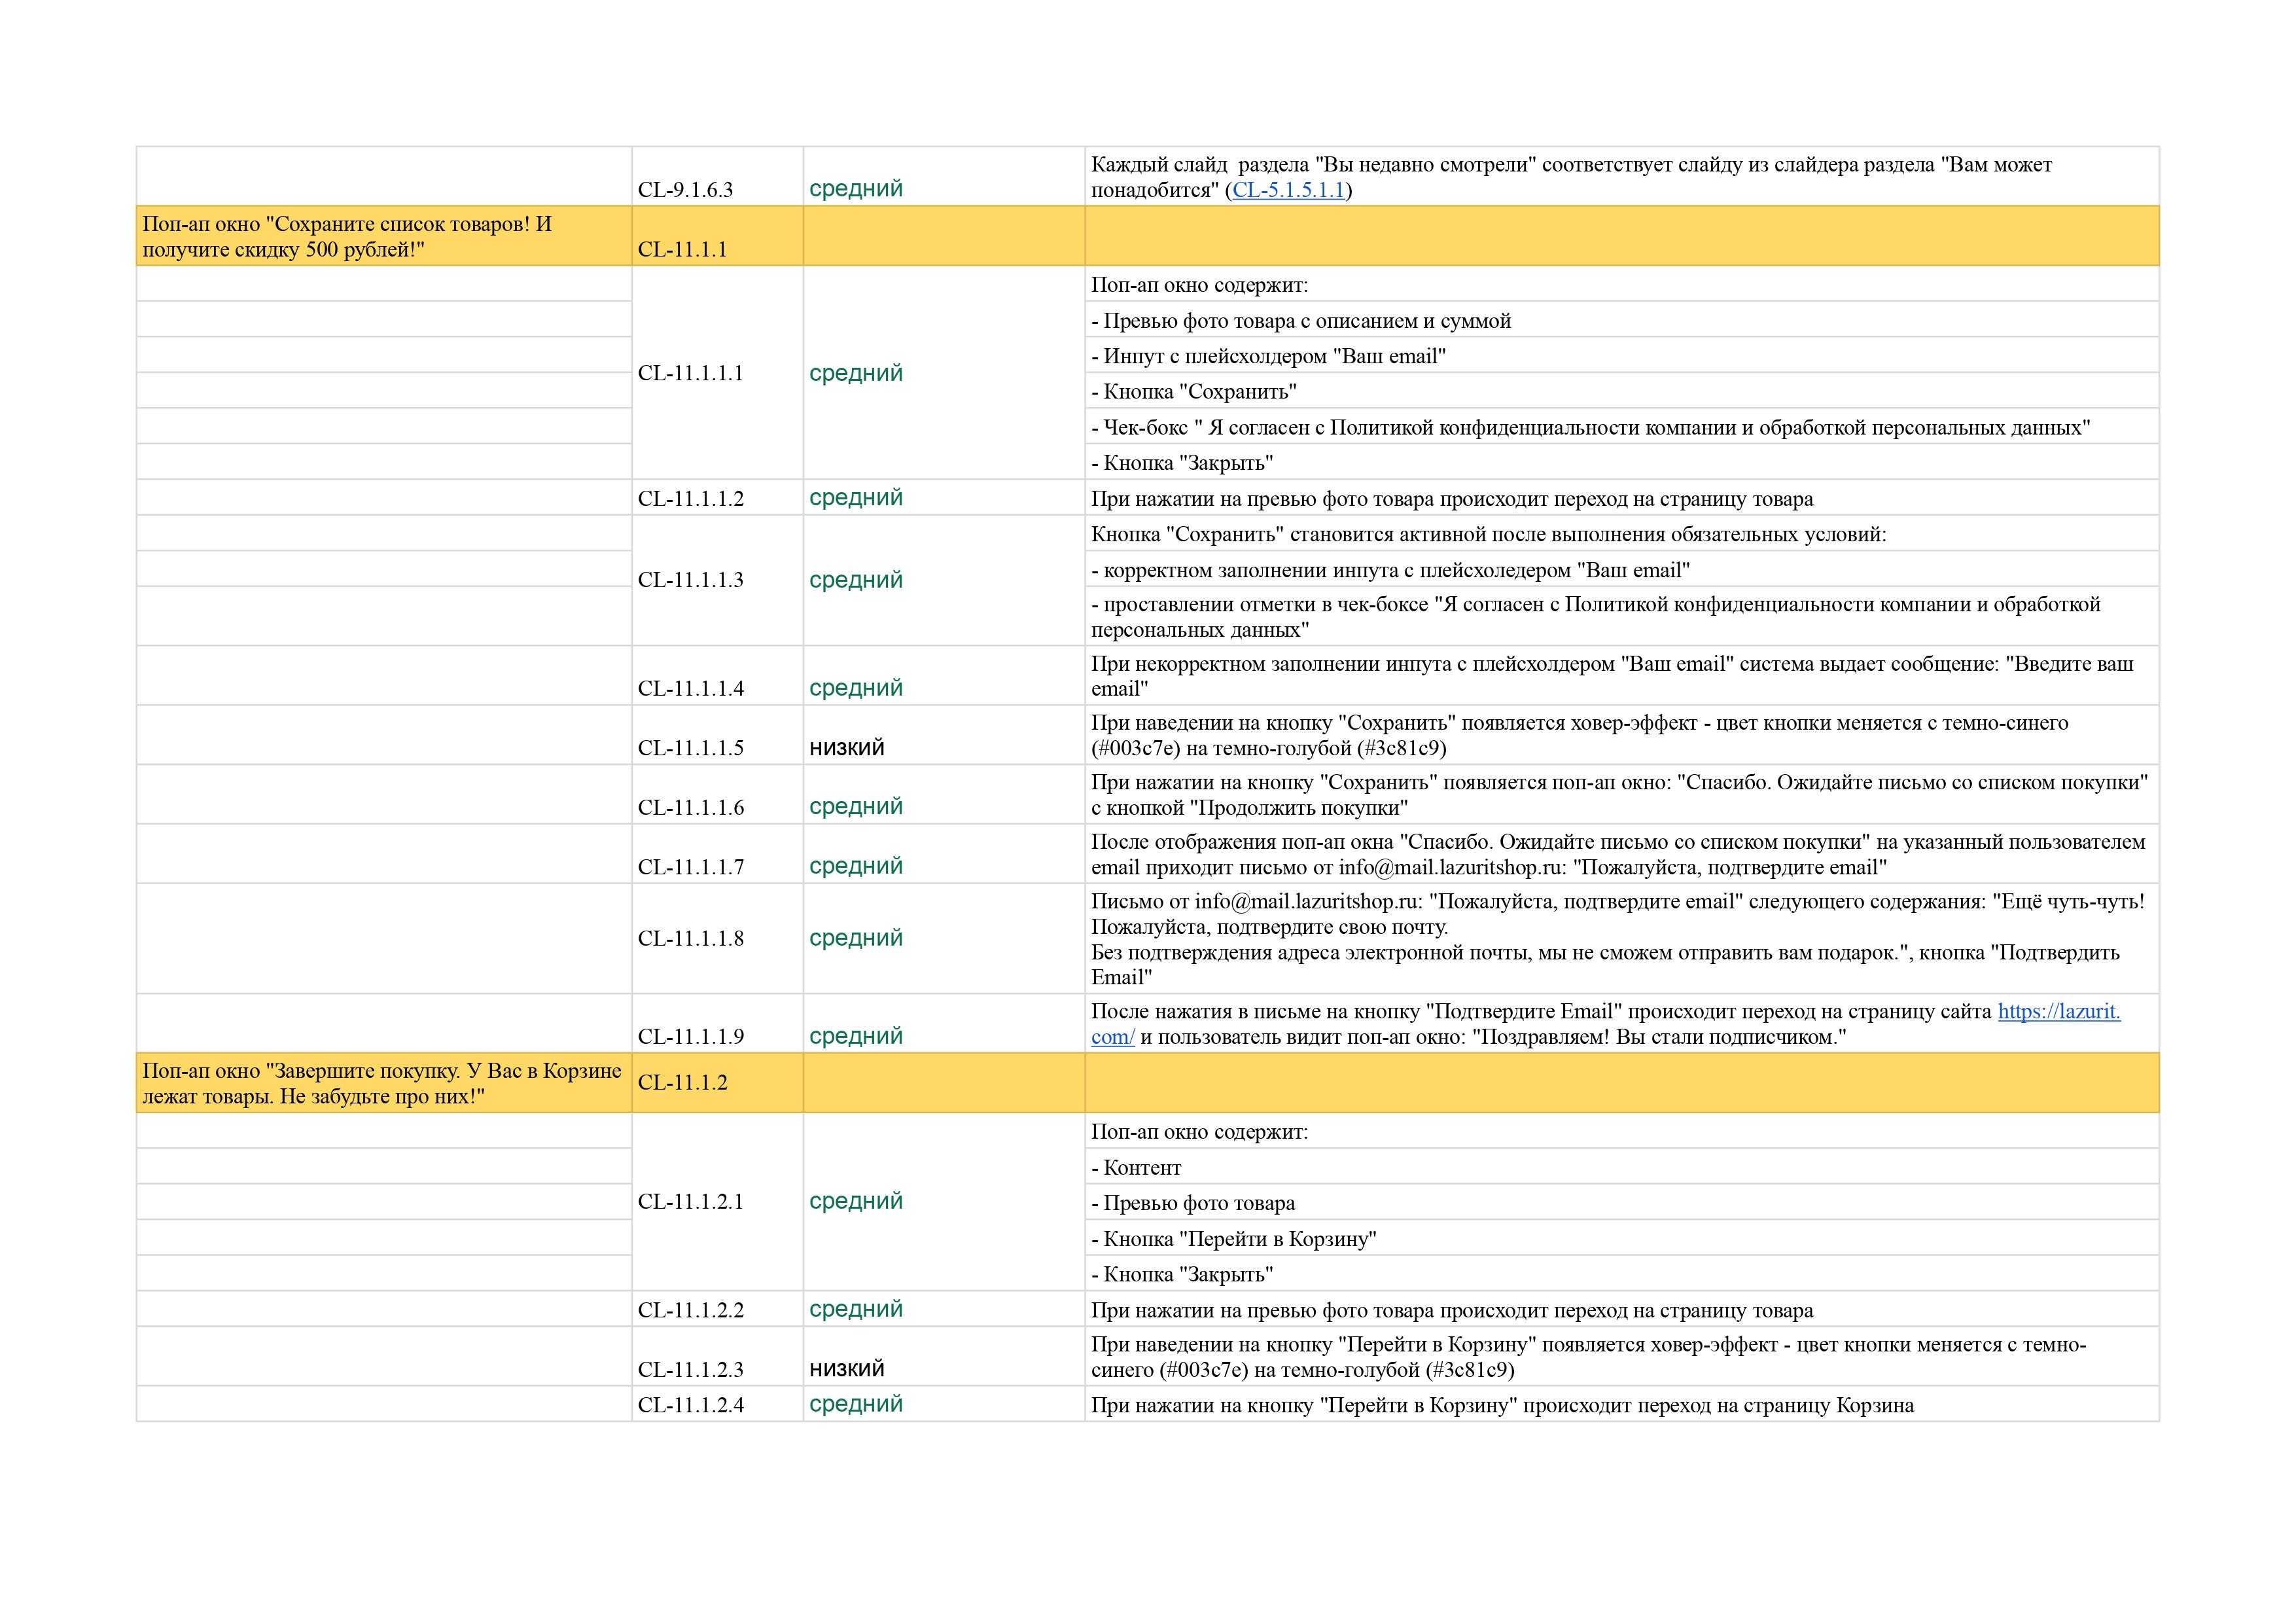 Каждый слайд  раздела "Вы недавно смотрели" соответствует слайду из слайдера раздела "Вам может
CL-9.1.6.3 средний понадобится" (CL-5.1.5.1.1)
Поп-ап окно "Сохраните список товаров! И
получите скидку 500 рублей!" CL-11.1.1
Поп-ап окно содержит:
- Превью фото товара с описанием и суммой
- Инпут с плейсхолдером "Ваш email"
CL-11.1.1.1 средний
- Кнопка "Сохранить"
- Чек-бокс " Я согласен с Политикой конфиденциальности компании и обработкой персональных данных"
- Кнопка "Закрыть"
CL-11.1.1.2 средний При нажатии на превью фото товара происходит переход на страницу товара
Кнопка "Сохранить" становится активной после выполнения обязательных условий:
- корректном заполнении инпута с плейсхоледером "Ваш email"
CL-11.1.1.3 средний
- проставлении отметки в чек-боксе "Я согласен с Политикой конфиденциальности компании и обработкой
персональных данных"
При некорректном заполнении инпута с плейсхолдером "Ваш email" система выдает сообщение: "Введите ваш
CL-11.1.1.4 средний email"
При наведении на кнопку "Сохранить" появляется ховер-эффект - цвет кнопки меняется с темно-синего
CL-11.1.1.5 низкий (#003c7e) на темно-голубой (#3c81c9)
При нажатии на кнопку "Сохранить" появляется поп-ап окно: "Спасибо. Ожидайте письмо со списком покупки"
CL-11.1.1.6 средний с кнопкой "Продолжить покупки"
После отображения поп-ап окна "Спасибо. Ожидайте письмо со списком покупки" на указанный пользователем
CL-11.1.1.7 средний email приходит письмо от info@mail.lazuritshop.ru: "Пожалуйста, подтвердите email"
Письмо от info@mail.lazuritshop.ru: "Пожалуйста, подтвердите email" следующего содержания: "Ещё чуть-чуть!
Пожалуйста, подтвердите свою почту.
CL-11.1.1.8 средний
Без подтверждения адреса электронной почты, мы не сможем отправить вам подарок.", кнопка "Подтвердить
Email"
После нажатия в письме на кнопку "Подтвердите Email" происходит переход на страницу сайта https://lazurit.
CL-11.1.1.9 средний com/ и пользователь видит поп-ап окно: "Поздравляем! Вы стали подписчиком."
Поп-ап окно "Завершите покупку. У Вас в Корзине
CL-11.1.2
лежат товары. Не забудьте про них!"
Поп-ап окно содержит:
- Контент
CL-11.1.2.1 средний - Превью фото товара
- Кнопка "Перейти в Корзину"
- Кнопка "Закрыть"
CL-11.1.2.2 средний При нажатии на превью фото товара происходит переход на страницу товара
При наведении на кнопку "Перейти в Корзину" появляется ховер-эффект - цвет кнопки меняется с темно-
CL-11.1.2.3 низкий синего (#003c7e) на темно-голубой (#3c81c9)
CL-11.1.2.4 средний При нажатии на кнопку "Перейти в Корзину" происходит переход на страницу Корзина